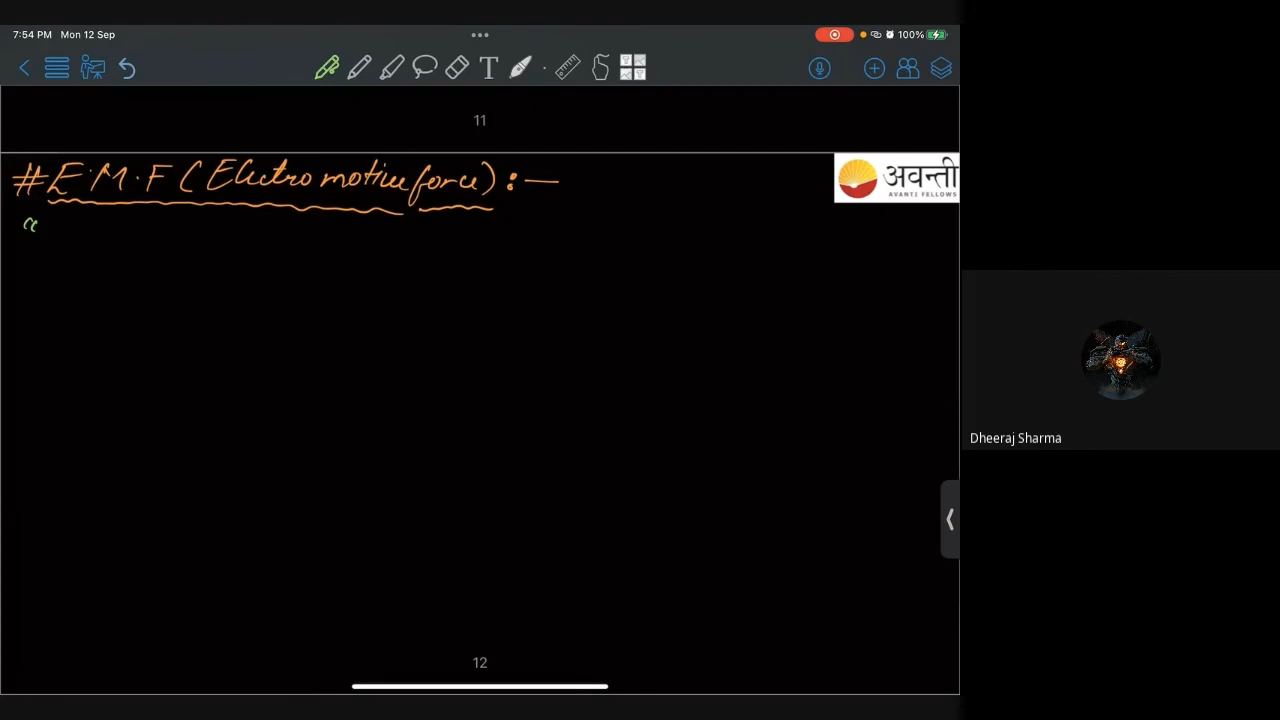 7:54 PM Mon 12 Sep
100%
T
11
#E.M.F (Electromotive force) :—
अवन्ती
AVANTI FELLOWS
Dheeraj Sharma
12